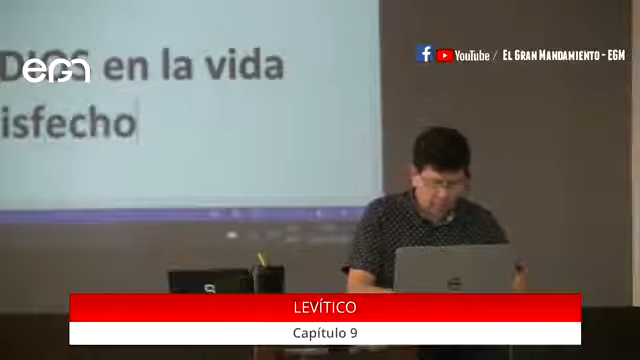 DIOS en la vida
isfecho
egm
YouTube / EL GRAN MANDAMIENTO - EGM
LEVÍTICO
Capítulo 9